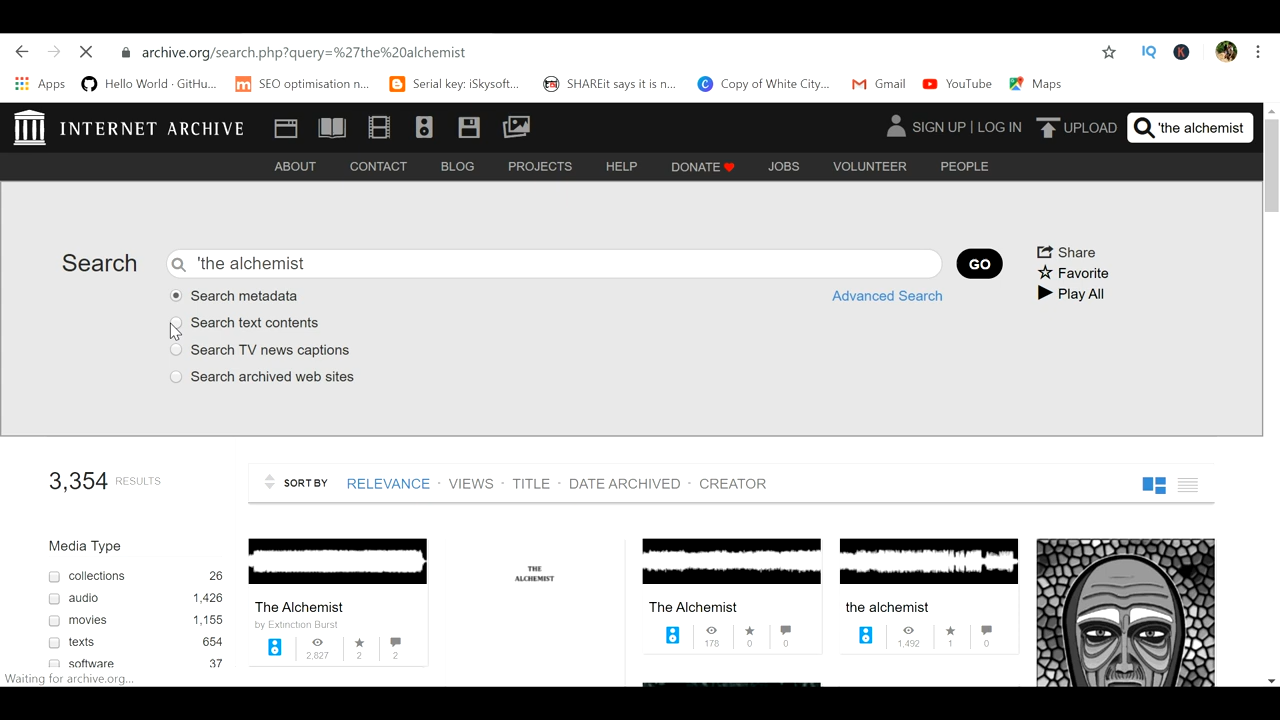 archive.org/search.php?query=%27the%20alchemist
IQ
K
Apps
Hello World · GitHu...
SEO optimisation n...
Serial key: iSkysoft...
SHAREit says it is n...
Copy of White City...
Gmail
YouTube
Maps
INTERNET ARCHIVE
SIGN UP | LOG IN
UPLOAD
'the alchemist
ABOUT
CONTACT
BLOG
PROJECTS
HELP
DONATE
JOBS
VOLUNTEER
PEOPLE
Search
'the alchemist
GO
Search metadata
Search text contents
Search TV news captions
Search archived web sites
Advanced Search
Share
Favorite
Play All
3,354 RESULTS
SORT BY
RELEVANCE · VIEWS · TITLE · DATE ARCHIVED · CREATOR
Media Type
collections 26
audio 1,426
movies 1,155
texts 654
software 37
The Alchemist
by Extinction Burst
2,827
2
2
THE
ALCHEMIST
The Alchemist
178
0
0
the alchemist
1,492
1
0
Waiting for archive.org...